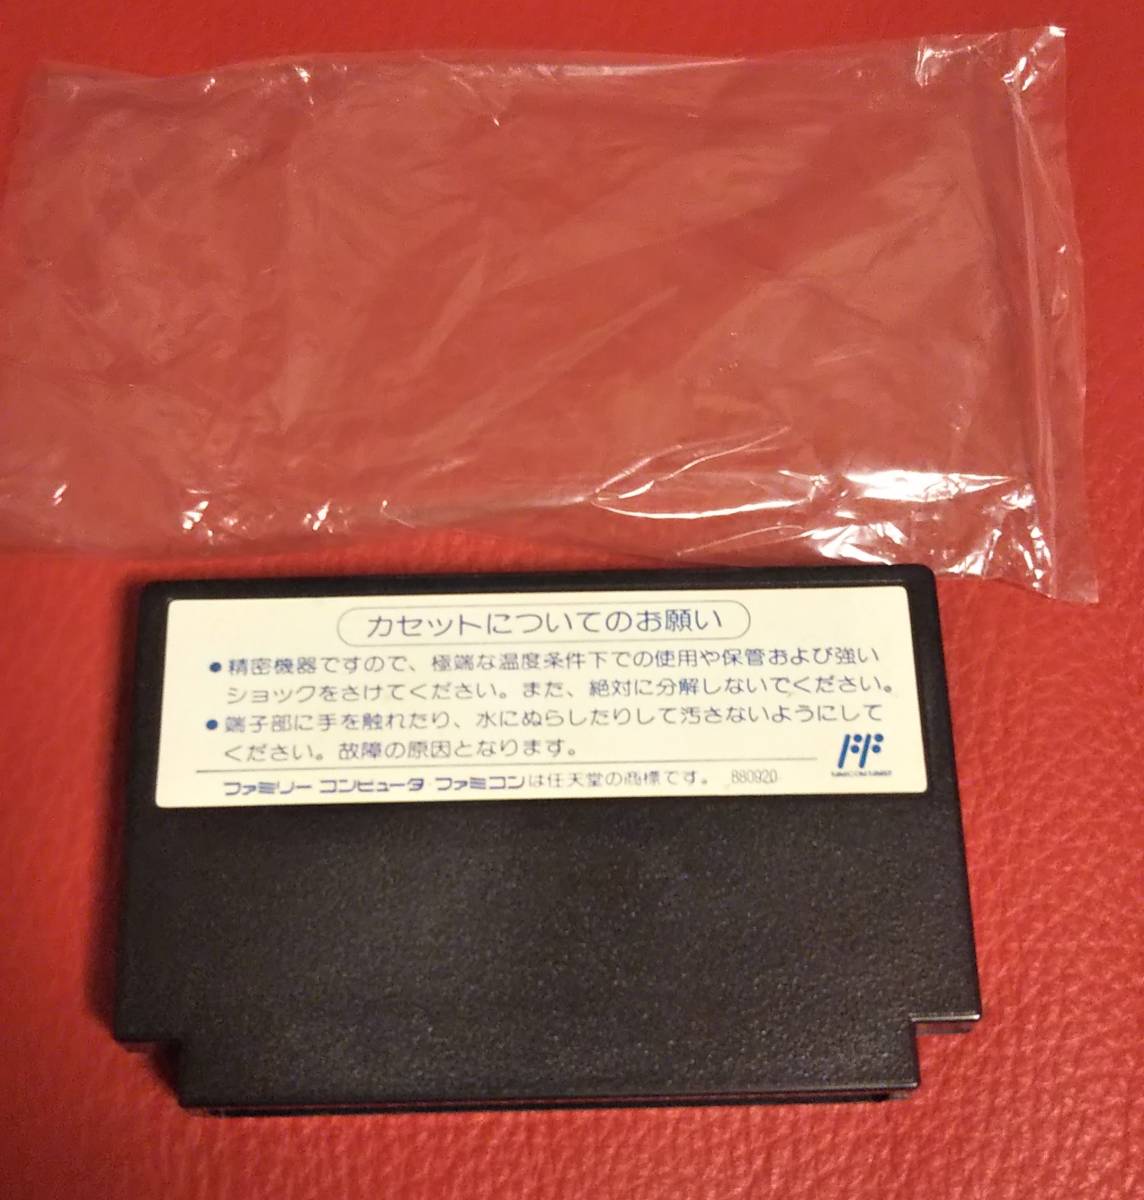 カセットについてのお願い
●精密機器ですので、極端な温度条件下での使用や保管および強い
ショックをさけてください。また、絶対に分解しないでください。
●端子部に手を触れたり、水にぬらしたりして汚さないようにして
ください。故障の原因となります。
ファミリーコンピュータ・ファミコンは任天堂の商標です。 880920
FF
FAMICOM FAMILY